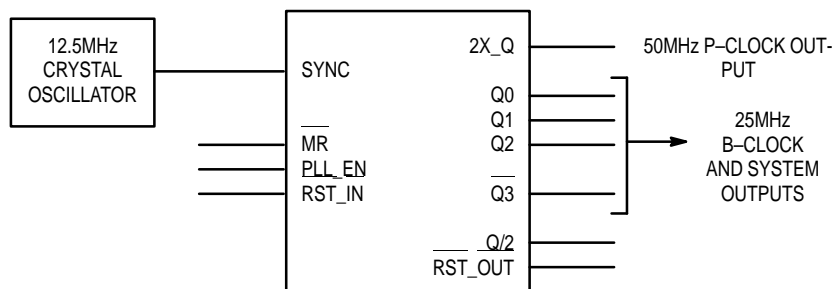 12.5MHz
CRYSTAL
OSCILLATOR
SYNC
MR
PLL_EN
RST_IN
2X_Q
Q0
Q1
Q2
Q3
Q/2
RST_OUT
50MHz P–CLOCK OUT-
PUT
25MHz
B–CLOCK
AND SYSTEM
OUTPUTS